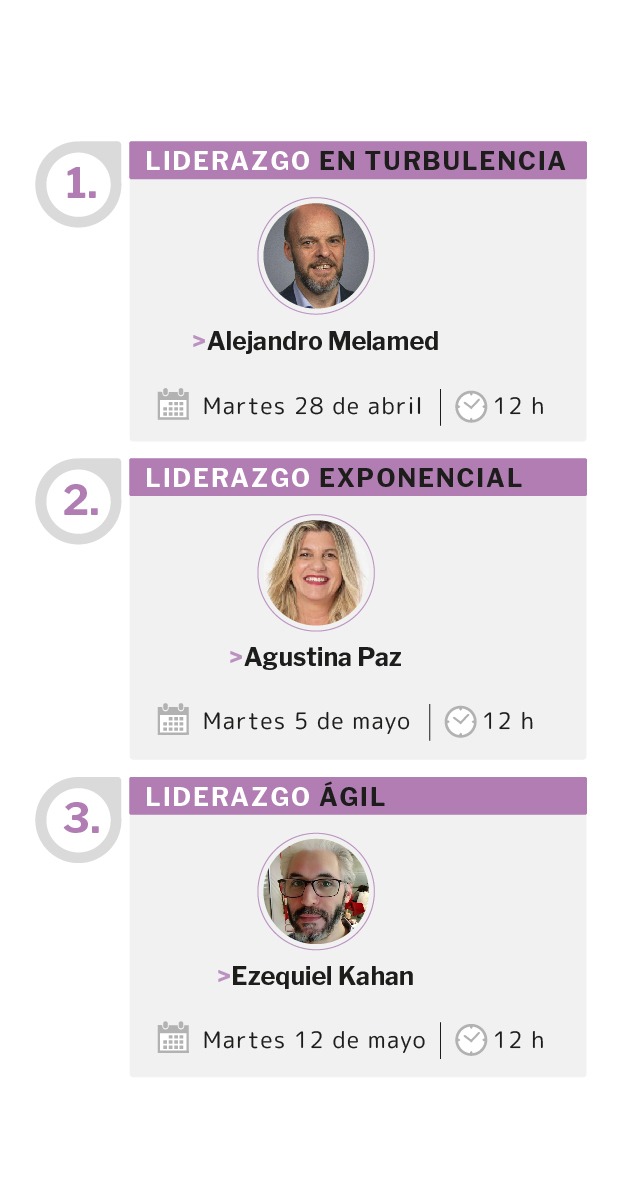 1.
LIDERAZGO EN TURBULENCIA
>Alejandro Melamed
Martes 28 de abril | 12 h
2.
LIDERAZGO EXPONENCIAL
>Agustina Paz
Martes 5 de mayo | 12 h
3.
LIDERAZGO ÁGIL
>Ezequiel Kahan
Martes 12 de mayo | 12 h